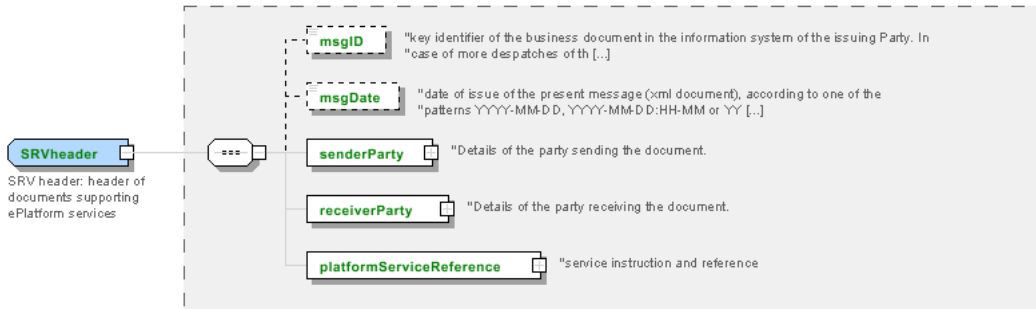 msgID
"key identifier of the business document in the information system of the issuing Party. In
"case of more despatches of th [...]
msgDate
"date of issue of the present message (xml document), according to one of the
"patterns YYYY-MM-DD, YYYY-MM-DD:HH-MM or YY [...]
SRVheader
SRV header: header of
documents supporting
ePlatform services
senderParty
"Details of the party sending the document.
receiverParty
"Details of the party receiving the document.
platformServiceReference
"service instruction and reference